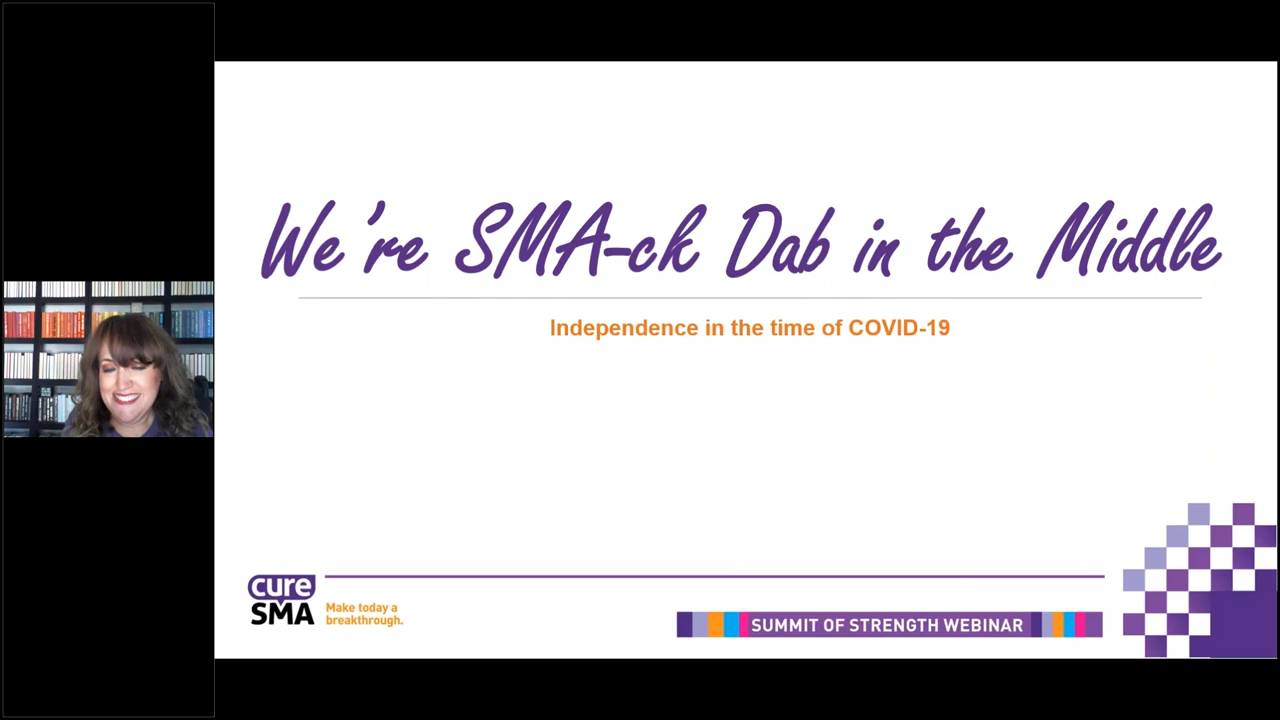 We're SMA-ck Dab in the Middle
Independence in the time of COVID-19
cure
SMA
Make today a
breakthrough.
SUMMIT OF STRENGTH WEBINAR